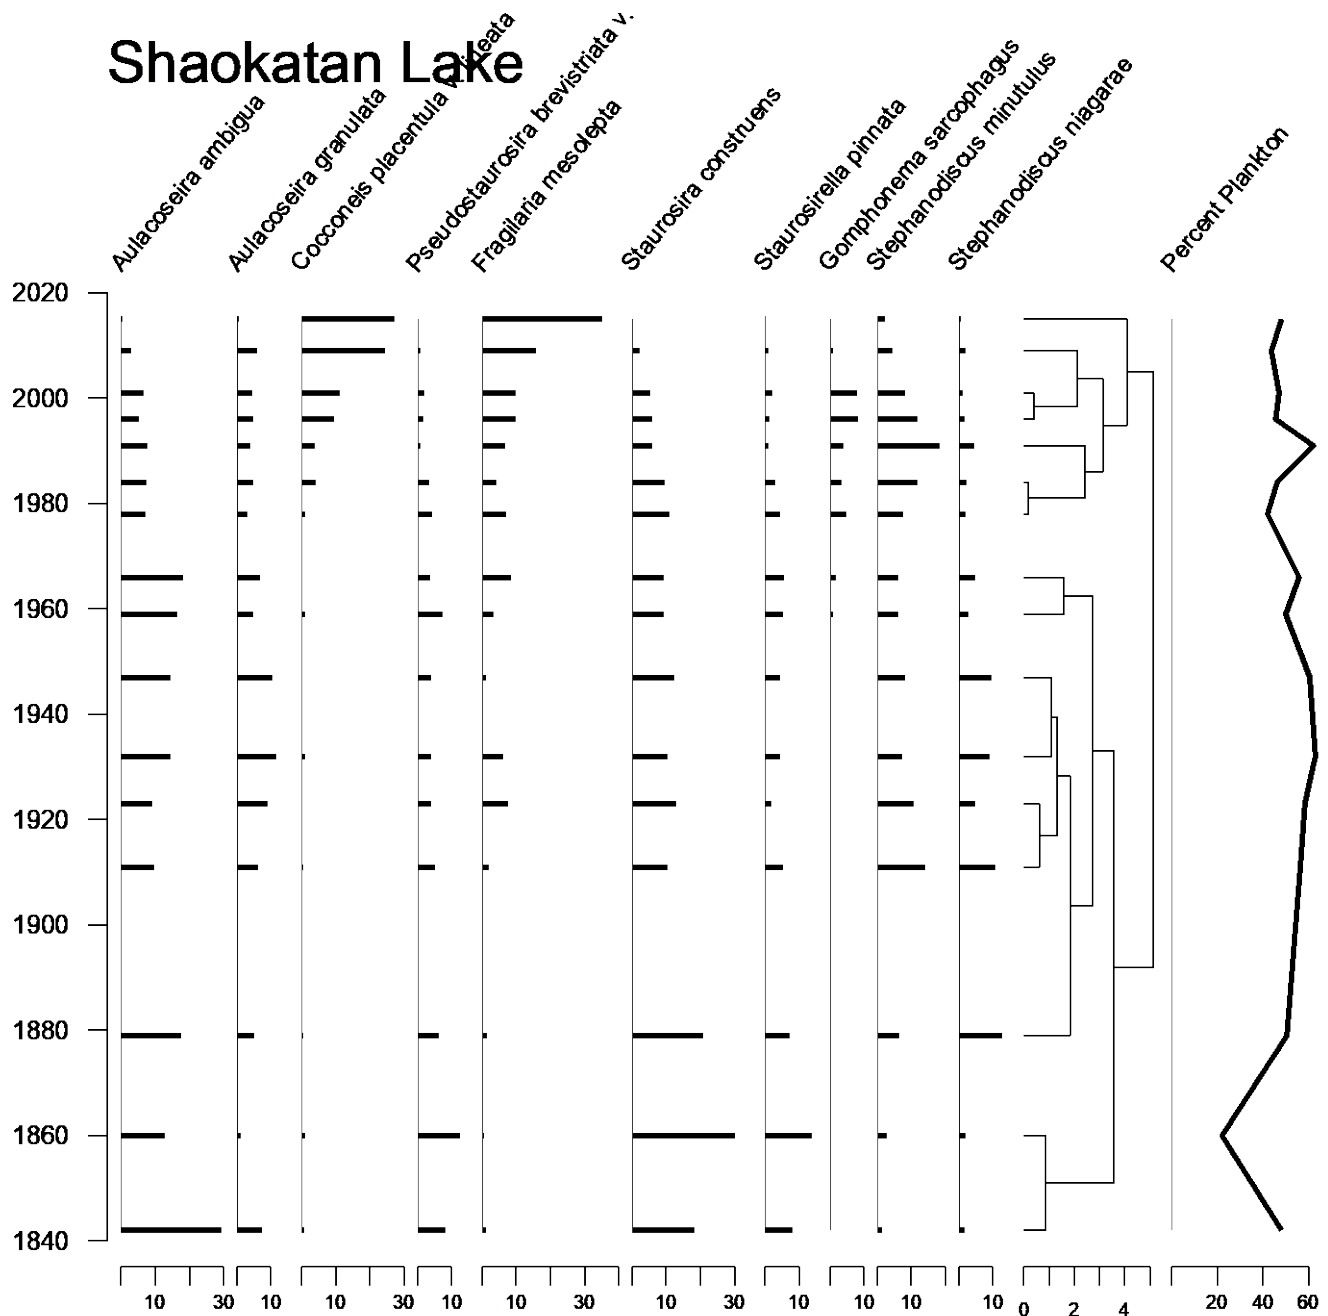 Shaokatan Lake
Aulacoseira ambigua
Aulacoseira granulata
Cocconeis placentula
Pseudostaurosira brevistriata v.
Fragilaria mesolepta
Staurosira construens
Staurosirella pinnata
Gomphonema sarcophagus
Stephanodiscus minutulus
Stephanodiscus niagarae
Percent Plankton
2020
2000
1980
1960
1940
1920
1900
1880
1860
1840
10 30 10 10 30 10 10 30 10 30 10 10 10 10 0 2 4 20 40 60